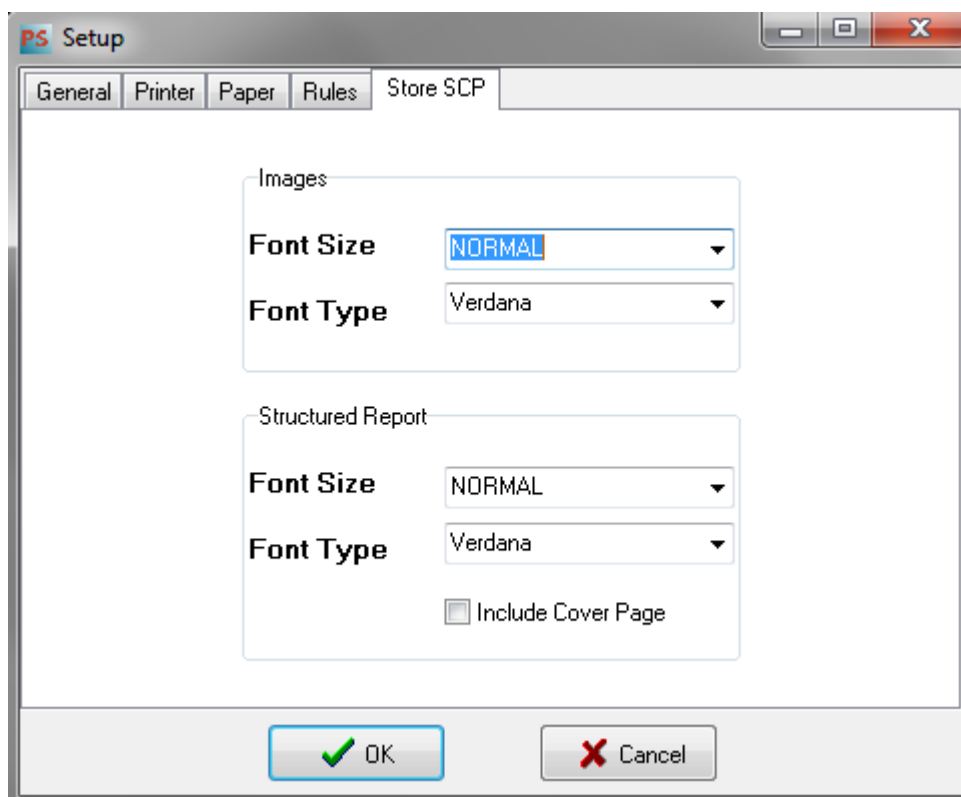 PS Setup
General Printer Paper Rules Store SCP
Images
Font Size NORMAL
Font Type Verdana
Structured Report
Font Size NORMAL
Font Type Verdana
Include Cover Page
OK Cancel